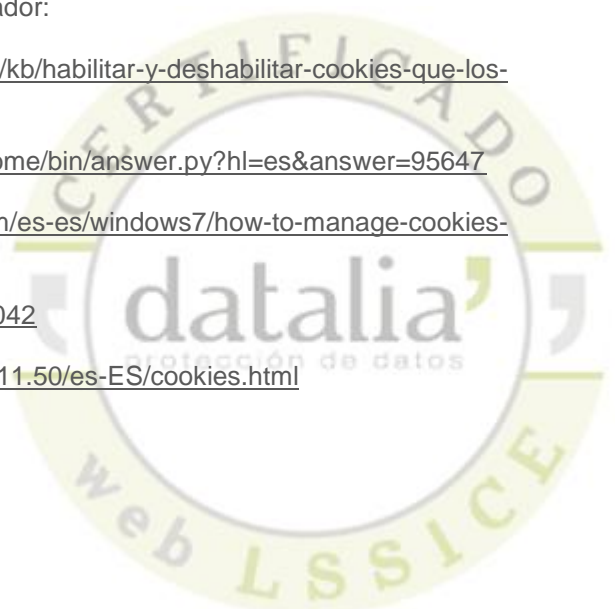 ador:
/kb/habilitar-y-deshabilitar-cookies-que-los-
CERTIFICADO
ome/bin/answer.py?hl=es&answer=95647
n/es-es/windows7/how-to-manage-cookies-
datalia
042
protección de datos
11.50/es-ES/cookies.html
web LSSICE